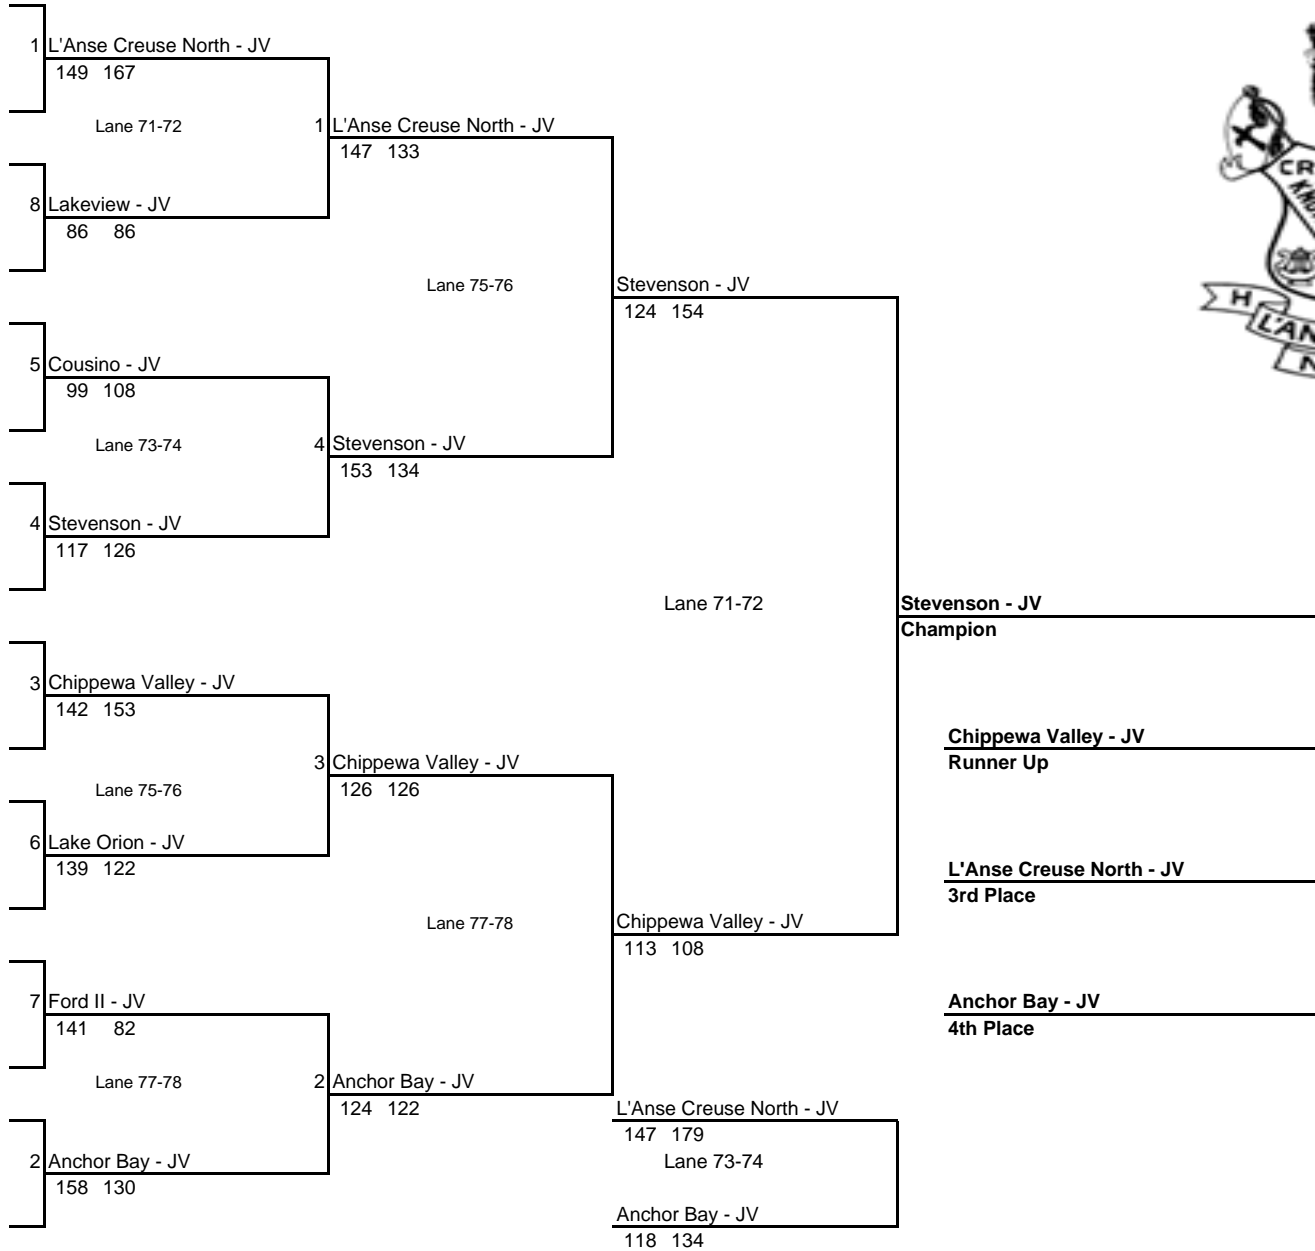 1 L'Anse Creuse North - JV
149 167
Lane 71-72
1 L'Anse Creuse North - JV
147 133
8 Lakeview - JV
86 86
Lane 75-76
Stevenson - JV
124 154
5 Cousino - JV
99 108
Lane 73-74
4 Stevenson - JV
153 134
4 Stevenson - JV
117 126
Lane 71-72
Stevenson - JV
Champion
3 Chippewa Valley - JV
142 153
Chippewa Valley - JV
Runner Up
Lane 75-76
3 Chippewa Valley - JV
126 126
6 Lake Orion - JV
139 122
L'Anse Creuse North - JV
3rd Place
Lane 77-78
Chippewa Valley - JV
113 108
7 Ford II - JV
141 82
Anchor Bay - JV
4th Place
Lane 77-78
2 Anchor Bay - JV
124 122
L'Anse Creuse North - JV
147 179
Lane 73-74
2 Anchor Bay - JV
158 130
Anchor Bay - JV
118 134
CR
H
L'AN
N